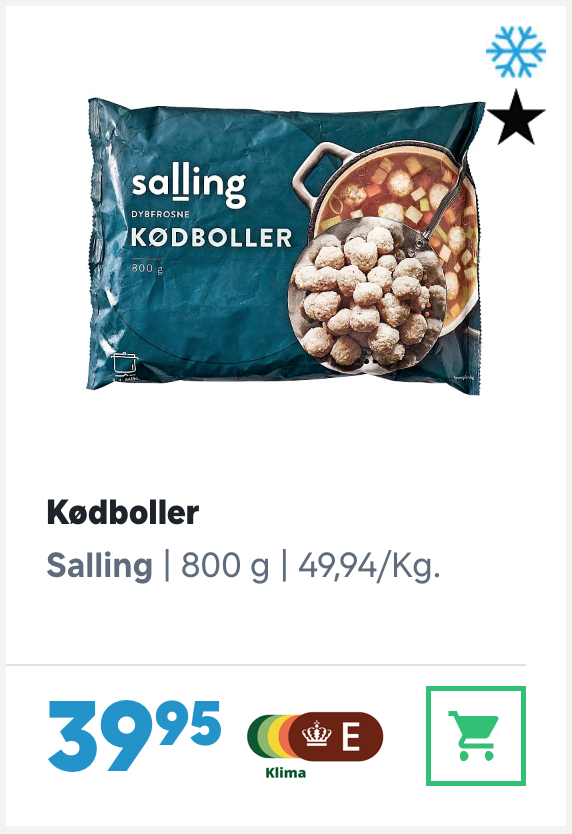 salling
DYBFROSNE
KØDBOLLER
800 g
Kødboller
Salling | 800 g | 49,94/Kg.
39⁹⁵
E
Klima